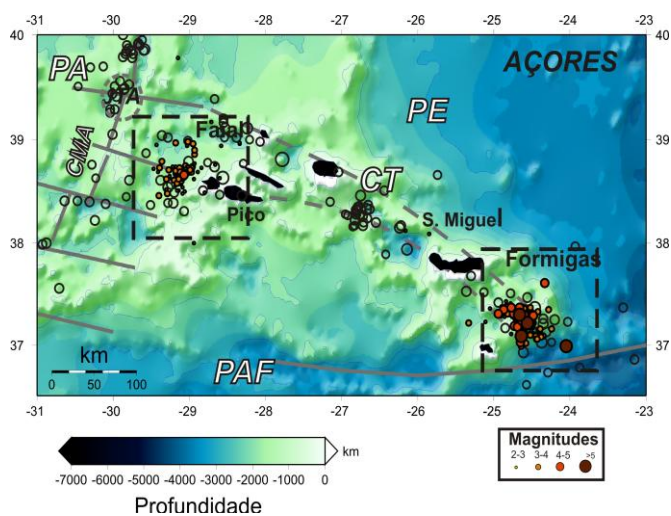 -31 -30 -29 -28 -27 -26 -25 -24 -23
40 40
AÇORES
PA
A
PE
39 Faial 39
CMA
CT
Pico
S. Miguel
38 38
Formigas
km
0 50 100
37 37
PAF
-31 -30 -29 -28 -27 -26 -25 -24 -23
km
-7000 -6000 -5000 -4000 -3000 -2000 -1000 0
Profundidade
Magnitudes
2-3 3-4 4-5 >5